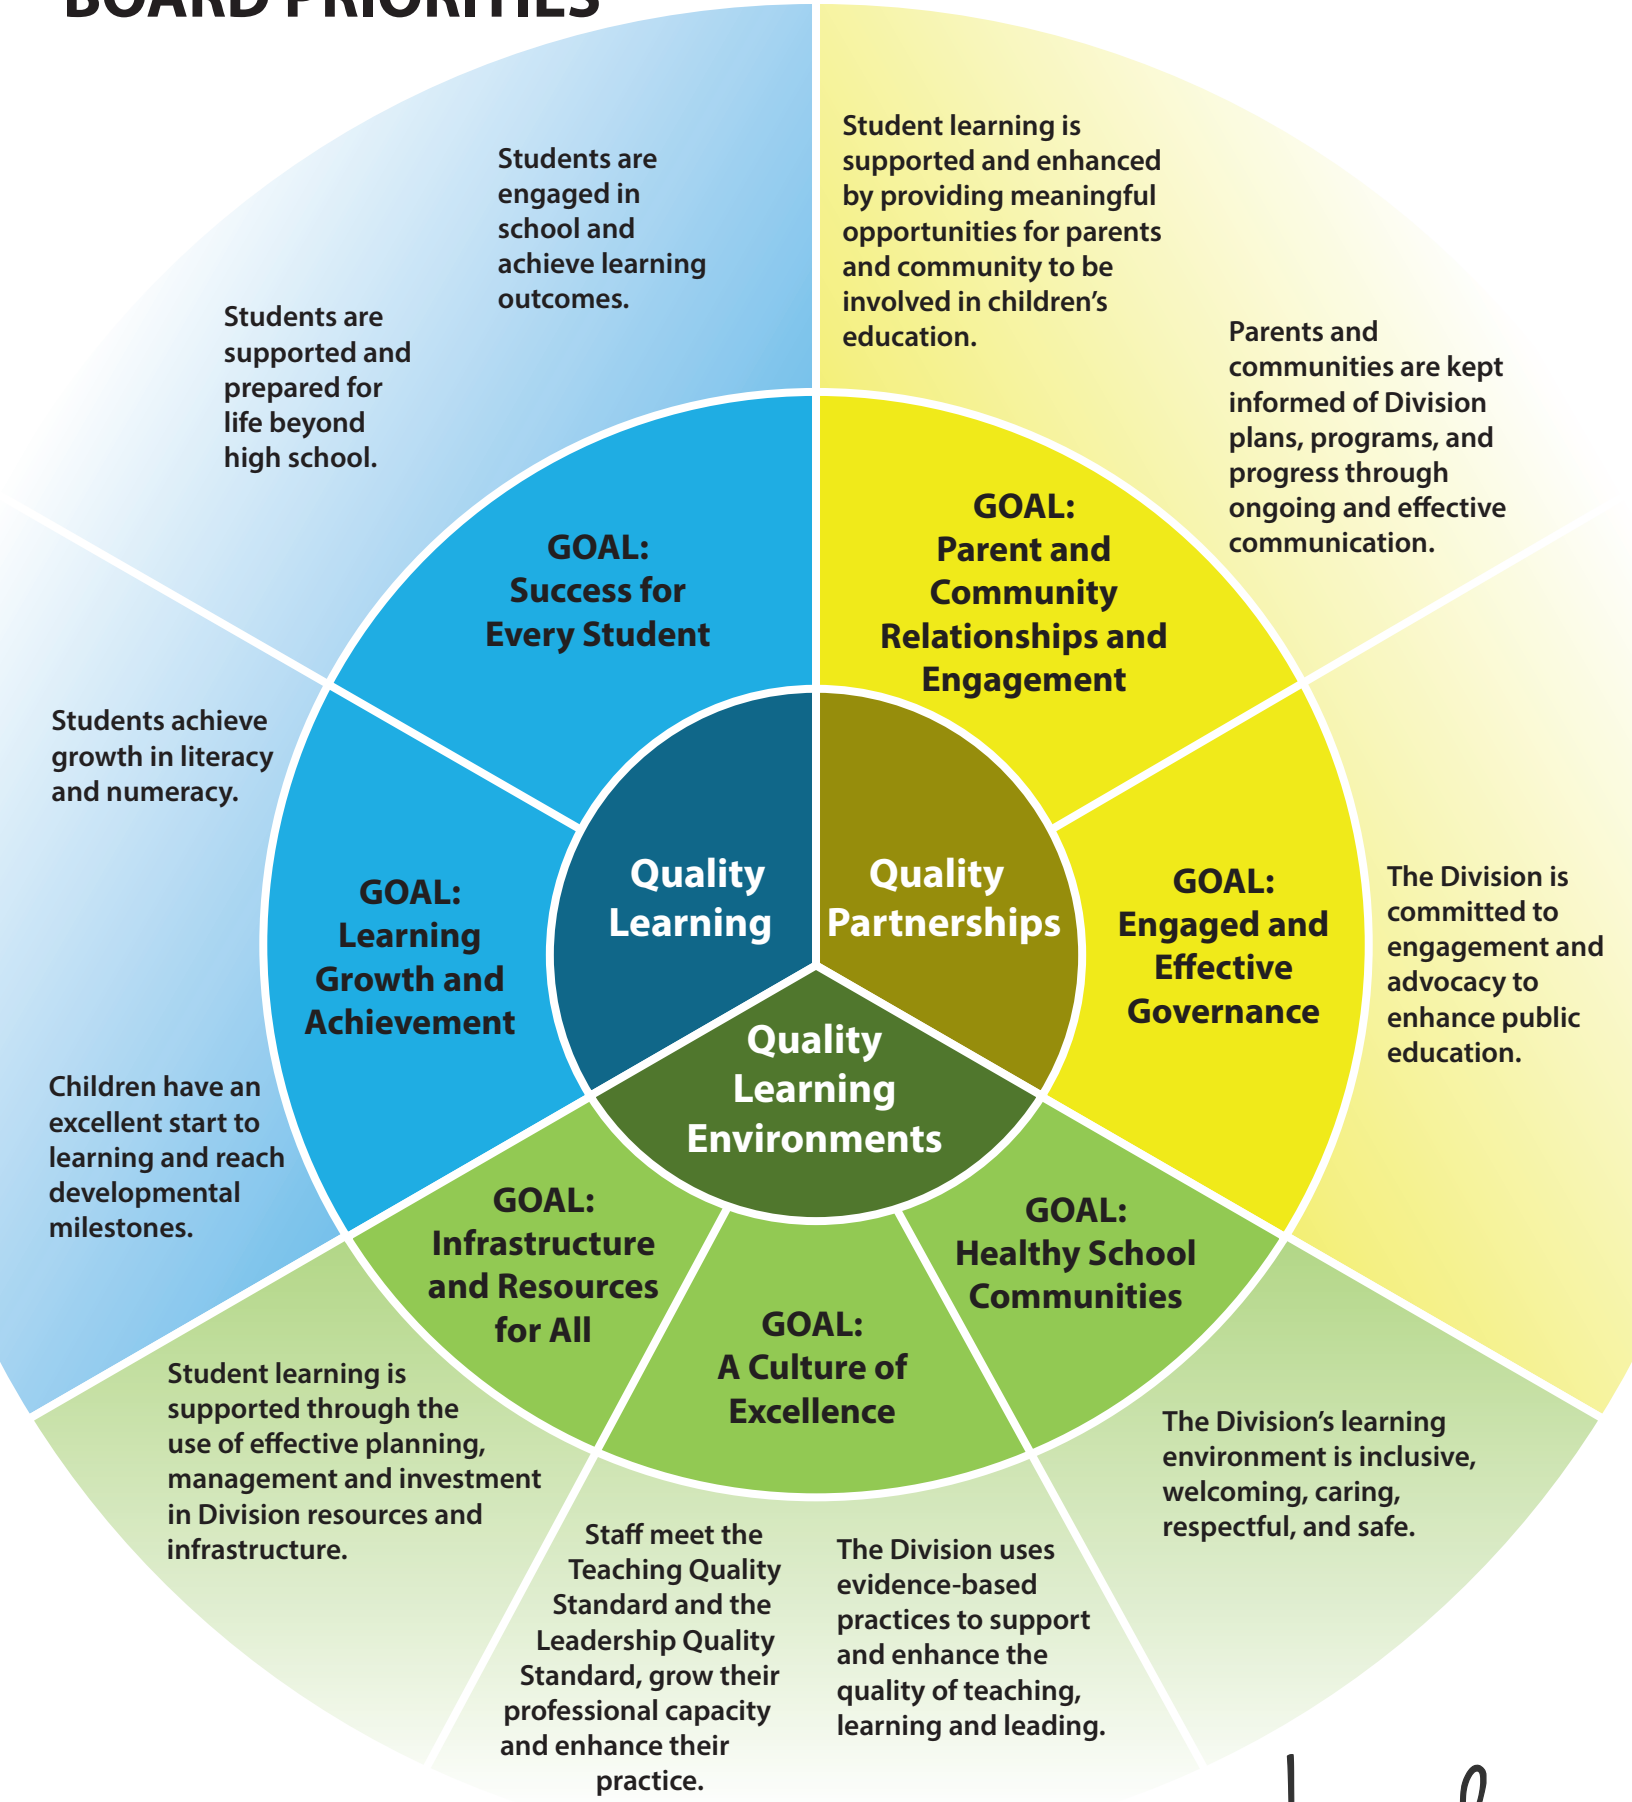 BOARD PRIORITIES
Students are
engaged in
school and
achieve learning
outcomes.
Students are
supported and
prepared for
life beyond
high school.
Student learning is
supported and enhanced
by providing meaningful
opportunities for parents
and community to be
involved in children’s
education.
Parents and
communities are kept
informed of Division
plans, programs, and
progress through
ongoing and effective
communication.
GOAL:
Success for
Every Student
GOAL:
Parent and
Community
Relationships and
Engagement
Students achieve
growth in literacy
and numeracy.
Children have an
excellent start to
learning and reach
developmental
milestones.
GOAL:
Learning
Growth and
Achievement
Quality
Learning
Quality
Partnerships
Quality
Learning
Environments
GOAL:
Engaged and
Effective
Governance
The Division is
committed to
engagement and
advocacy to
enhance public
education.
GOAL:
Infrastructure
and Resources
for All
GOAL:
A Culture of
Excellence
GOAL:
Healthy School
Communities
Student learning is
supported through the
use of effective planning,
management and investment
in Division resources and
infrastructure.
Staff meet the
Teaching Quality
Standard and the
Leadership Quality
Standard, grow their
professional capacity
and enhance their
practice.
The Division uses
evidence-based
practices to support
and enhance the
quality of teaching,
learning and leading.
The Division’s learning
environment is inclusive,
welcoming, caring,
respectful, and safe.